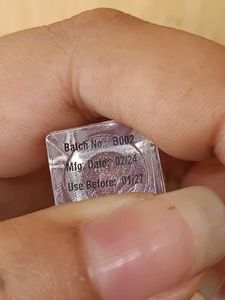 Batch No.: B002
Mfg. Date: 02/24
Use Before: 01/27